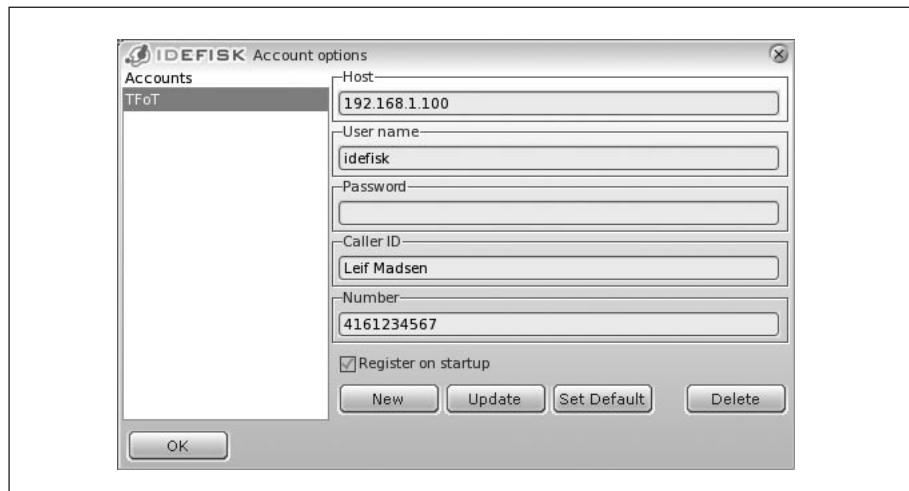 IDEFISK Account options
Accounts
TFoT
Host
192.168.1.100
User name
idefisk
Password
Caller ID
Leif Madsen
Number
4161234567
Register on startup
New Update Set Default Delete
OK